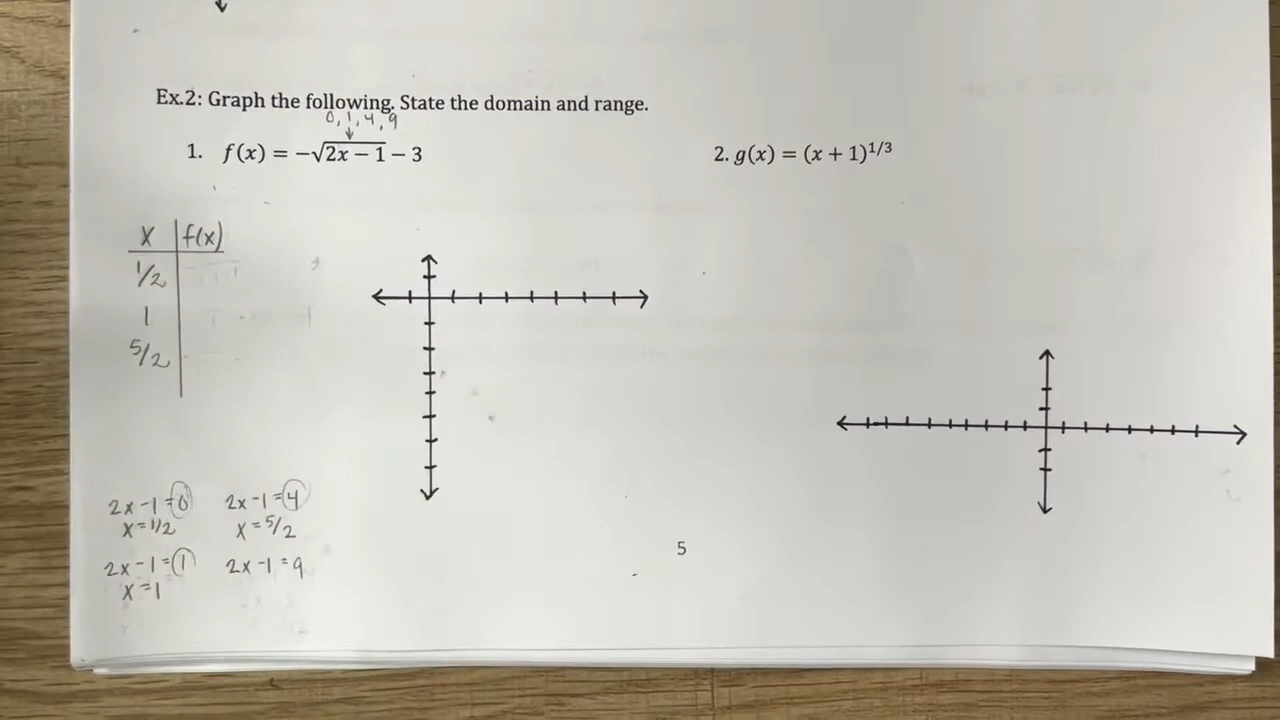 Ex.2: Graph the following. State the domain and range.
0, 1, 4, 9
1. f(x) = −√(2x − 1) − 3
2. g(x) = (x + 1)^{1/3}
x f(x)
1/2
1
5/2
2x - 1 = 0 2x - 1 = 4
x = 1/2 x = 5/2
2x - 1 = 1 2x - 1 = 9
x = 1
5